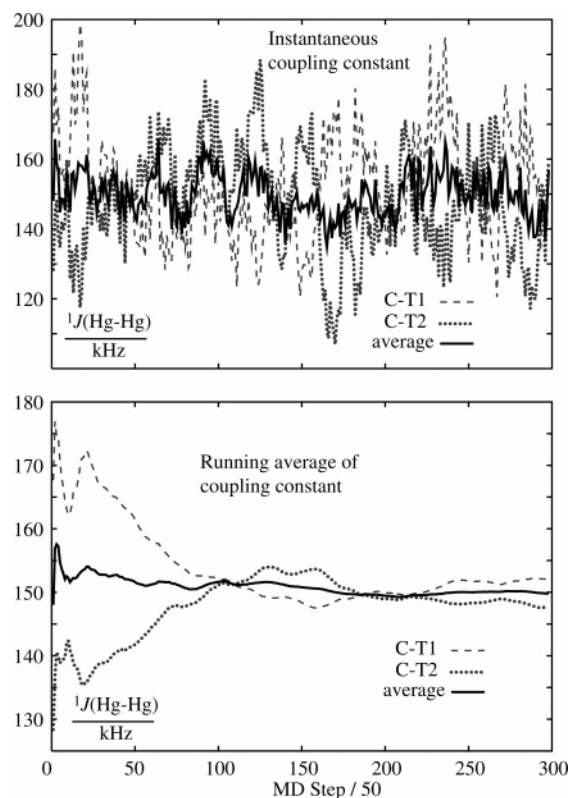 200
Instantaneous
coupling constant
180
160
140
120
¹J(Hg-Hg)
kHz
C-T1
C-T2
average
180
170
Running average of
coupling constant
160
150
140
130
¹J(Hg-Hg)
kHz
C-T1
C-T2
average
0 50 100 150 200 250 300
MD Step / 50